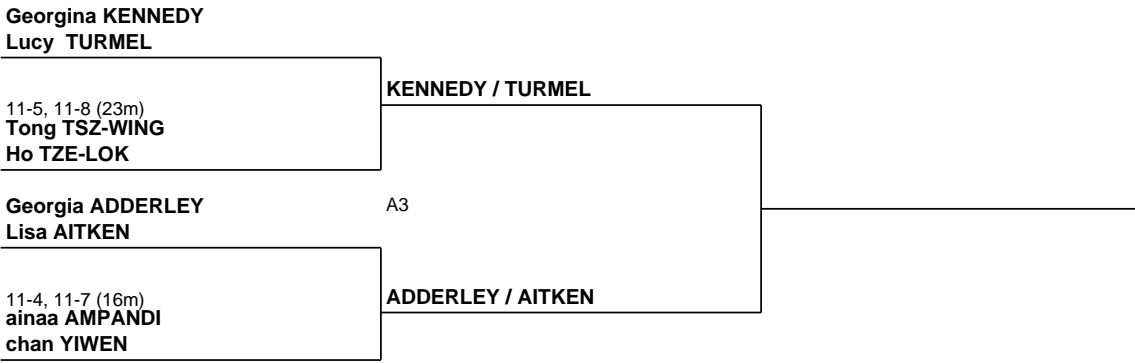 Georgina KENNEDY
Lucy  TURMEL
KENNEDY / TURMEL
11-5, 11-8 (23m)
Tong TSZ-WING
Ho TZE-LOK
Georgia ADDERLEY
A3
Lisa AITKEN
11-4, 11-7 (16m)
ADDERLEY / AITKEN
ainaa AMPANDI
chan YIWEN